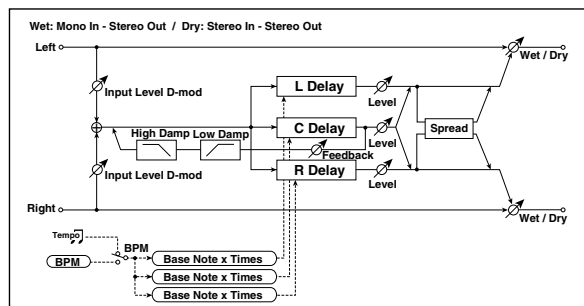 Wet: Mono In - Stereo Out / Dry: Stereo In - Stereo Out
Left
Wet / Dry
Input Level D-mod
L Delay
Level
High Damp
Low Damp
C Delay
Level
Spread
Feedback
Input Level D-mod
R Delay
Level
Right
Wet / Dry
Tempo
BPM
BPM
Base Note x Times
Base Note x Times
Base Note x Times